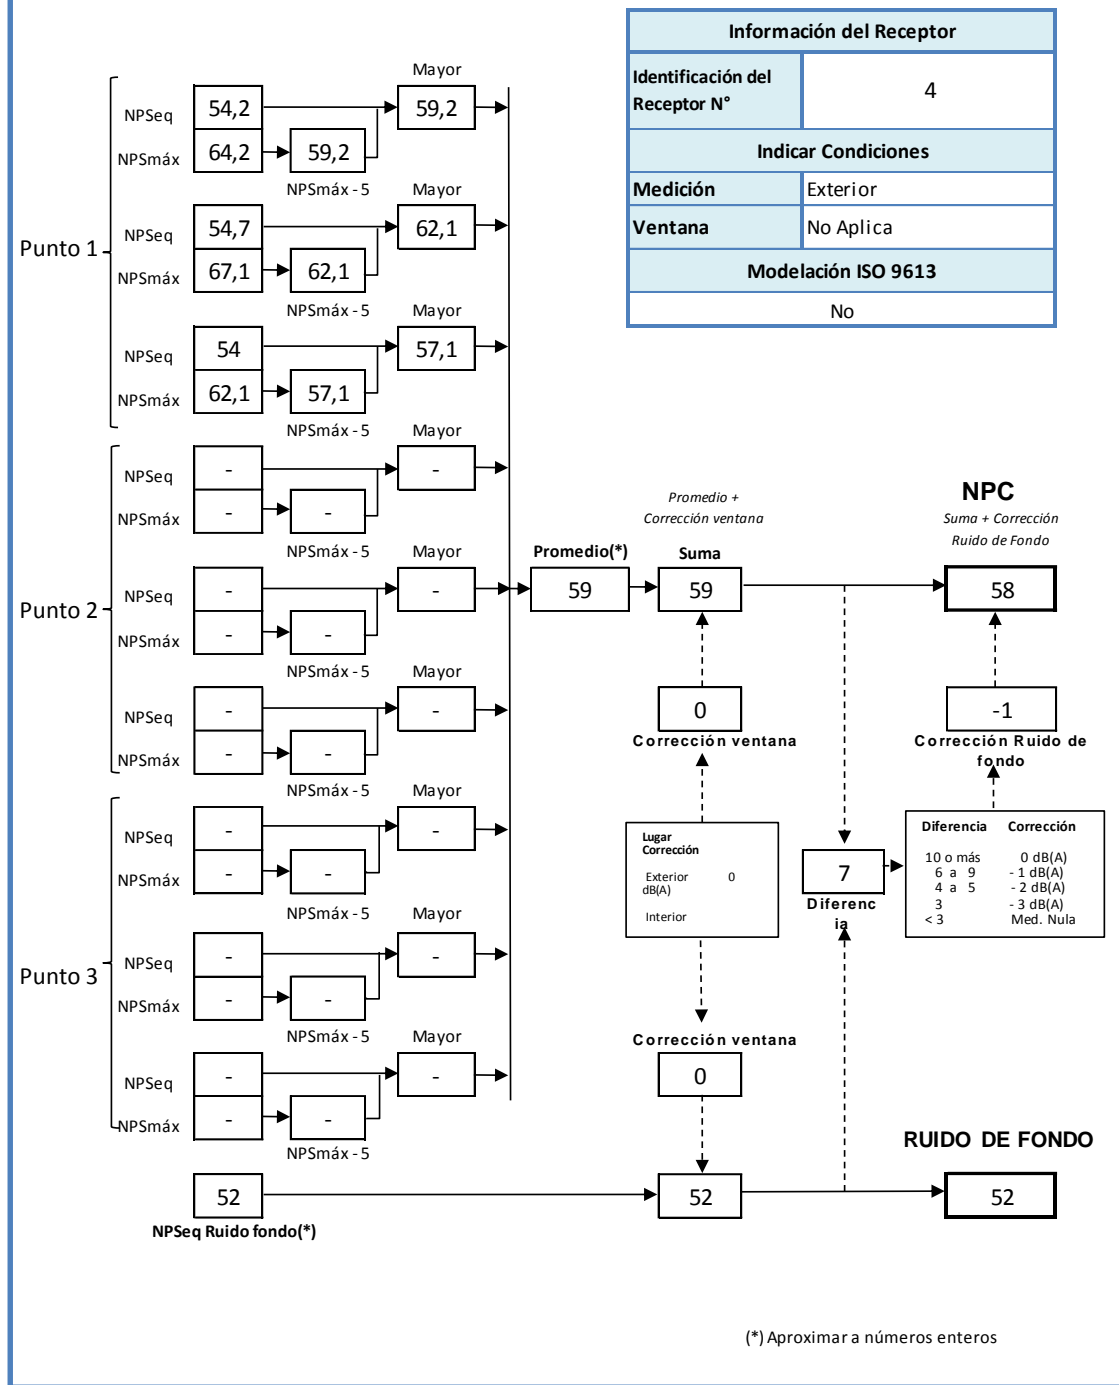 Información del Receptor
Identificación del
Receptor N°
4
Indicar Condiciones
Medición
Exterior
Ventana
No Aplica
Modelación ISO 9613
No
Punto 1
Mayor
NPSeq
54,2
59,2
NPSmáx
64,2
59,2
NPSmáx - 5
Mayor
NPSeq
54,7
62,1
NPSmáx
67,1
62,1
NPSmáx - 5
Mayor
NPSeq
54
57,1
NPSmáx
62,1
57,1
NPSmáx - 5
Punto 2
Mayor
NPSeq
-
-
NPSmáx
-
-
NPSmáx - 5
Mayor
NPSeq
-
-
NPSmáx
-
-
NPSmáx - 5
Mayor
NPSeq
-
-
NPSmáx
-
-
NPSmáx - 5
Punto 3
Mayor
NPSeq
-
-
NPSmáx
-
-
NPSmáx - 5
Mayor
NPSeq
-
-
NPSmáx
-
-
NPSmáx - 5
Mayor
NPSeq
-
-
NPSmáx
-
-
NPSmáx - 5
52
NPSeq Ruido fondo(*)
Promedio(*)
59
Promedio +
Corrección ventana
Suma
59
0
Corrección ventana
Lugar
Corrección
Exterior 0
dB(A)
Interior
Corrección ventana
0
52
7
Diferenc
ia
NPC
Suma + Corrección
Ruido de Fondo
58
-1
Corrección Ruido de
fondo
Diferencia Corrección
10 o más 0 dB(A)
6 a 9 - 1 dB(A)
4 a 5 - 2 dB(A)
3 - 3 dB(A)
< 3 Med. Nula
RUIDO DE FONDO
52
(*) Aproximar a números enteros